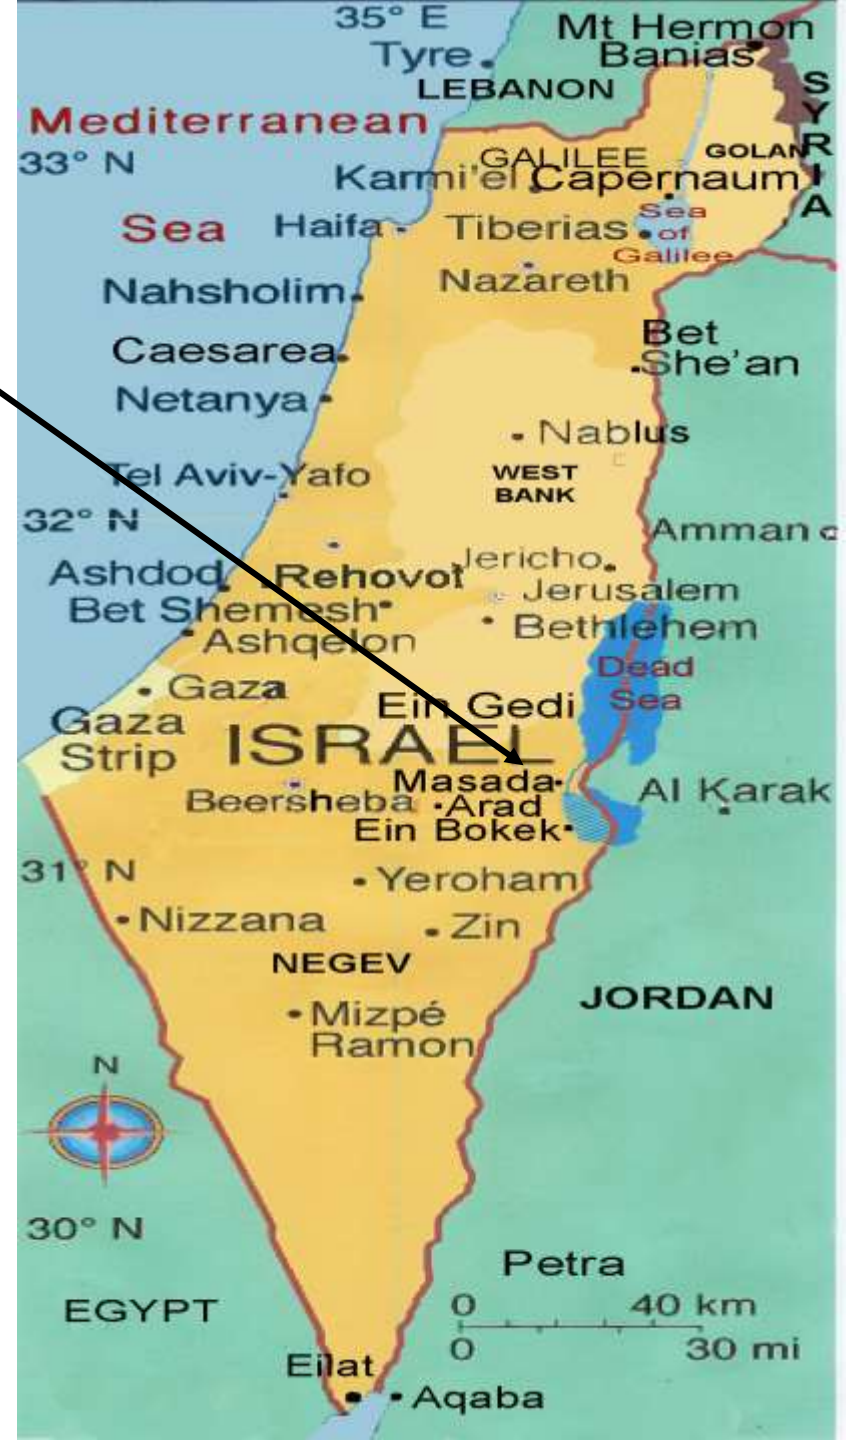 35° E
Mt Hermon
Tyre
Banias
LEBANON
SYRIA
Mediterranean
33° N
GALILEE
GOLAN
Karmi'el
Capernaum
Sea
Haifa
Tiberias
Sea
of
Galilee
Nazareth
Nahsholim
Bet
She’an
Caesarea
Netanya
Nablus
Tel Aviv-Yafo
WEST
BANK
32° N
Amman
Jericho
Ashdod
Rehovot
Jerusalem
Bet Shemesh
Bethlehem
Ashqelon
Dead
Sea
Gaza
Ein Gedi
Gaza
Strip
ISRAEL
Masada
Al Karak
Beersheba
Arad
Ein Bokek
31° N
Yeroham
Nizzana
Zin
NEGEV
JORDAN
Mizpé
Ramon
N
30° N
Petra
EGYPT
0 40 km
0 30 mi
Eilat
Aqaba